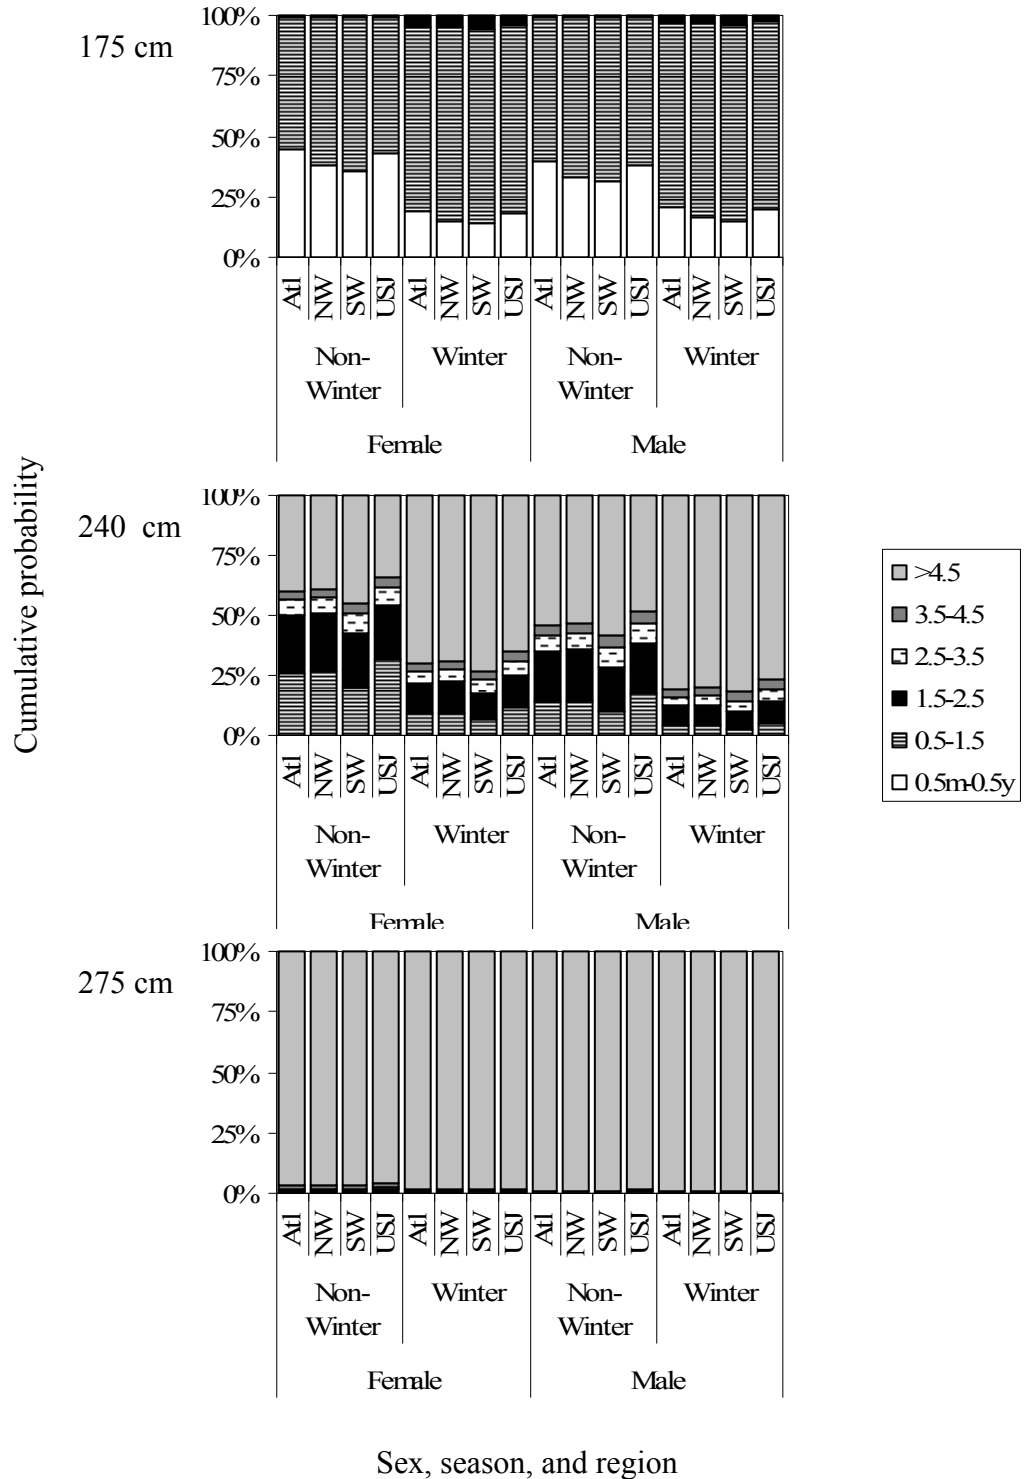 175 cm
100%
75%
50%
25%
0%
Atl NW SW USJ Atl NW SW USJ Atl NW SW USJ Atl NW SW USJ
Non-Winter Winter Non-Winter Winter
Female Male
Cumulative probability
240 cm
100%
75%
50%
25%
0%
Atl NW SW USJ Atl NW SW USJ Atl NW SW USJ Atl NW SW USJ
Non-Winter Winter Non-Winter Winter
Female Male
>4.5
3.5-4.5
2.5-3.5
1.5-2.5
0.5-1.5
0.5m-0.5y
275 cm
100%
75%
50%
25%
0%
Atl NW SW USJ Atl NW SW USJ Atl NW SW USJ Atl NW SW USJ
Non-Winter Winter Non-Winter Winter
Female Male
Sex, season, and region